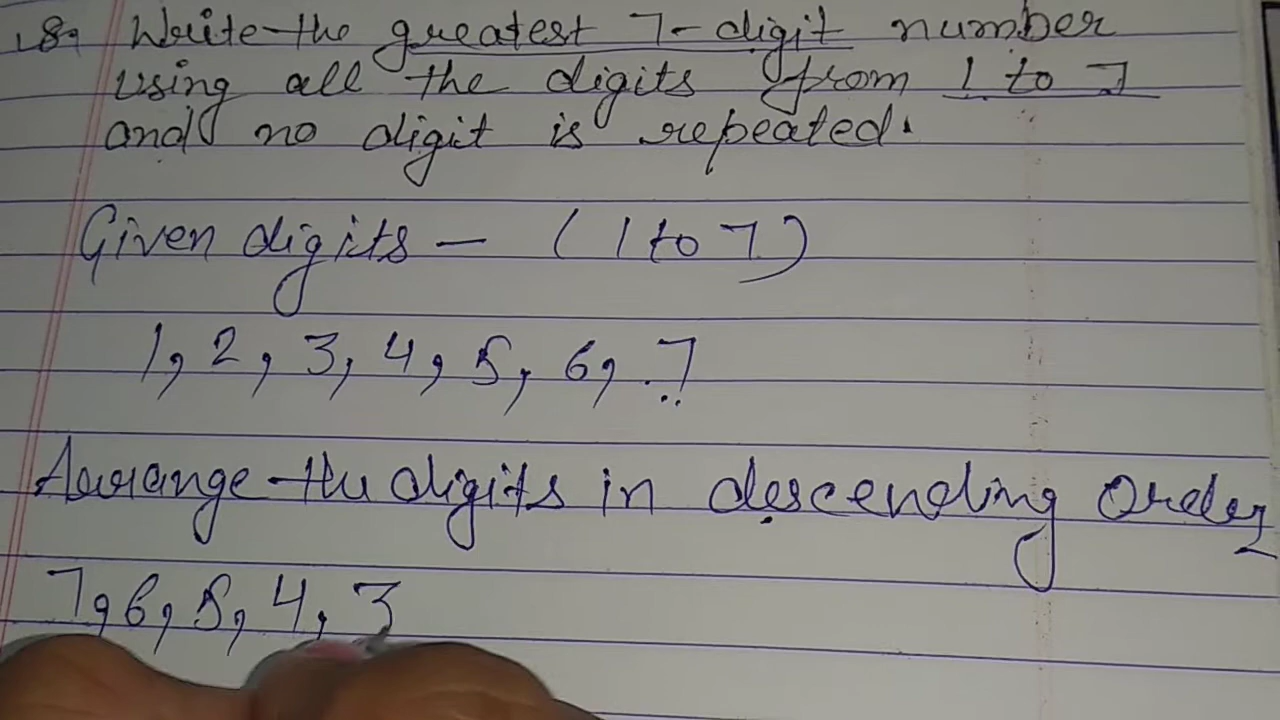 18. Write the greatest 7-digit number
using all the digits from 1 to 7
and no digit is repeated.
Given digits - (1 to 7)
1, 2, 3, 4, 5, 6, 7
Arrange the digits in descending order
7, 6, 5, 4, 3